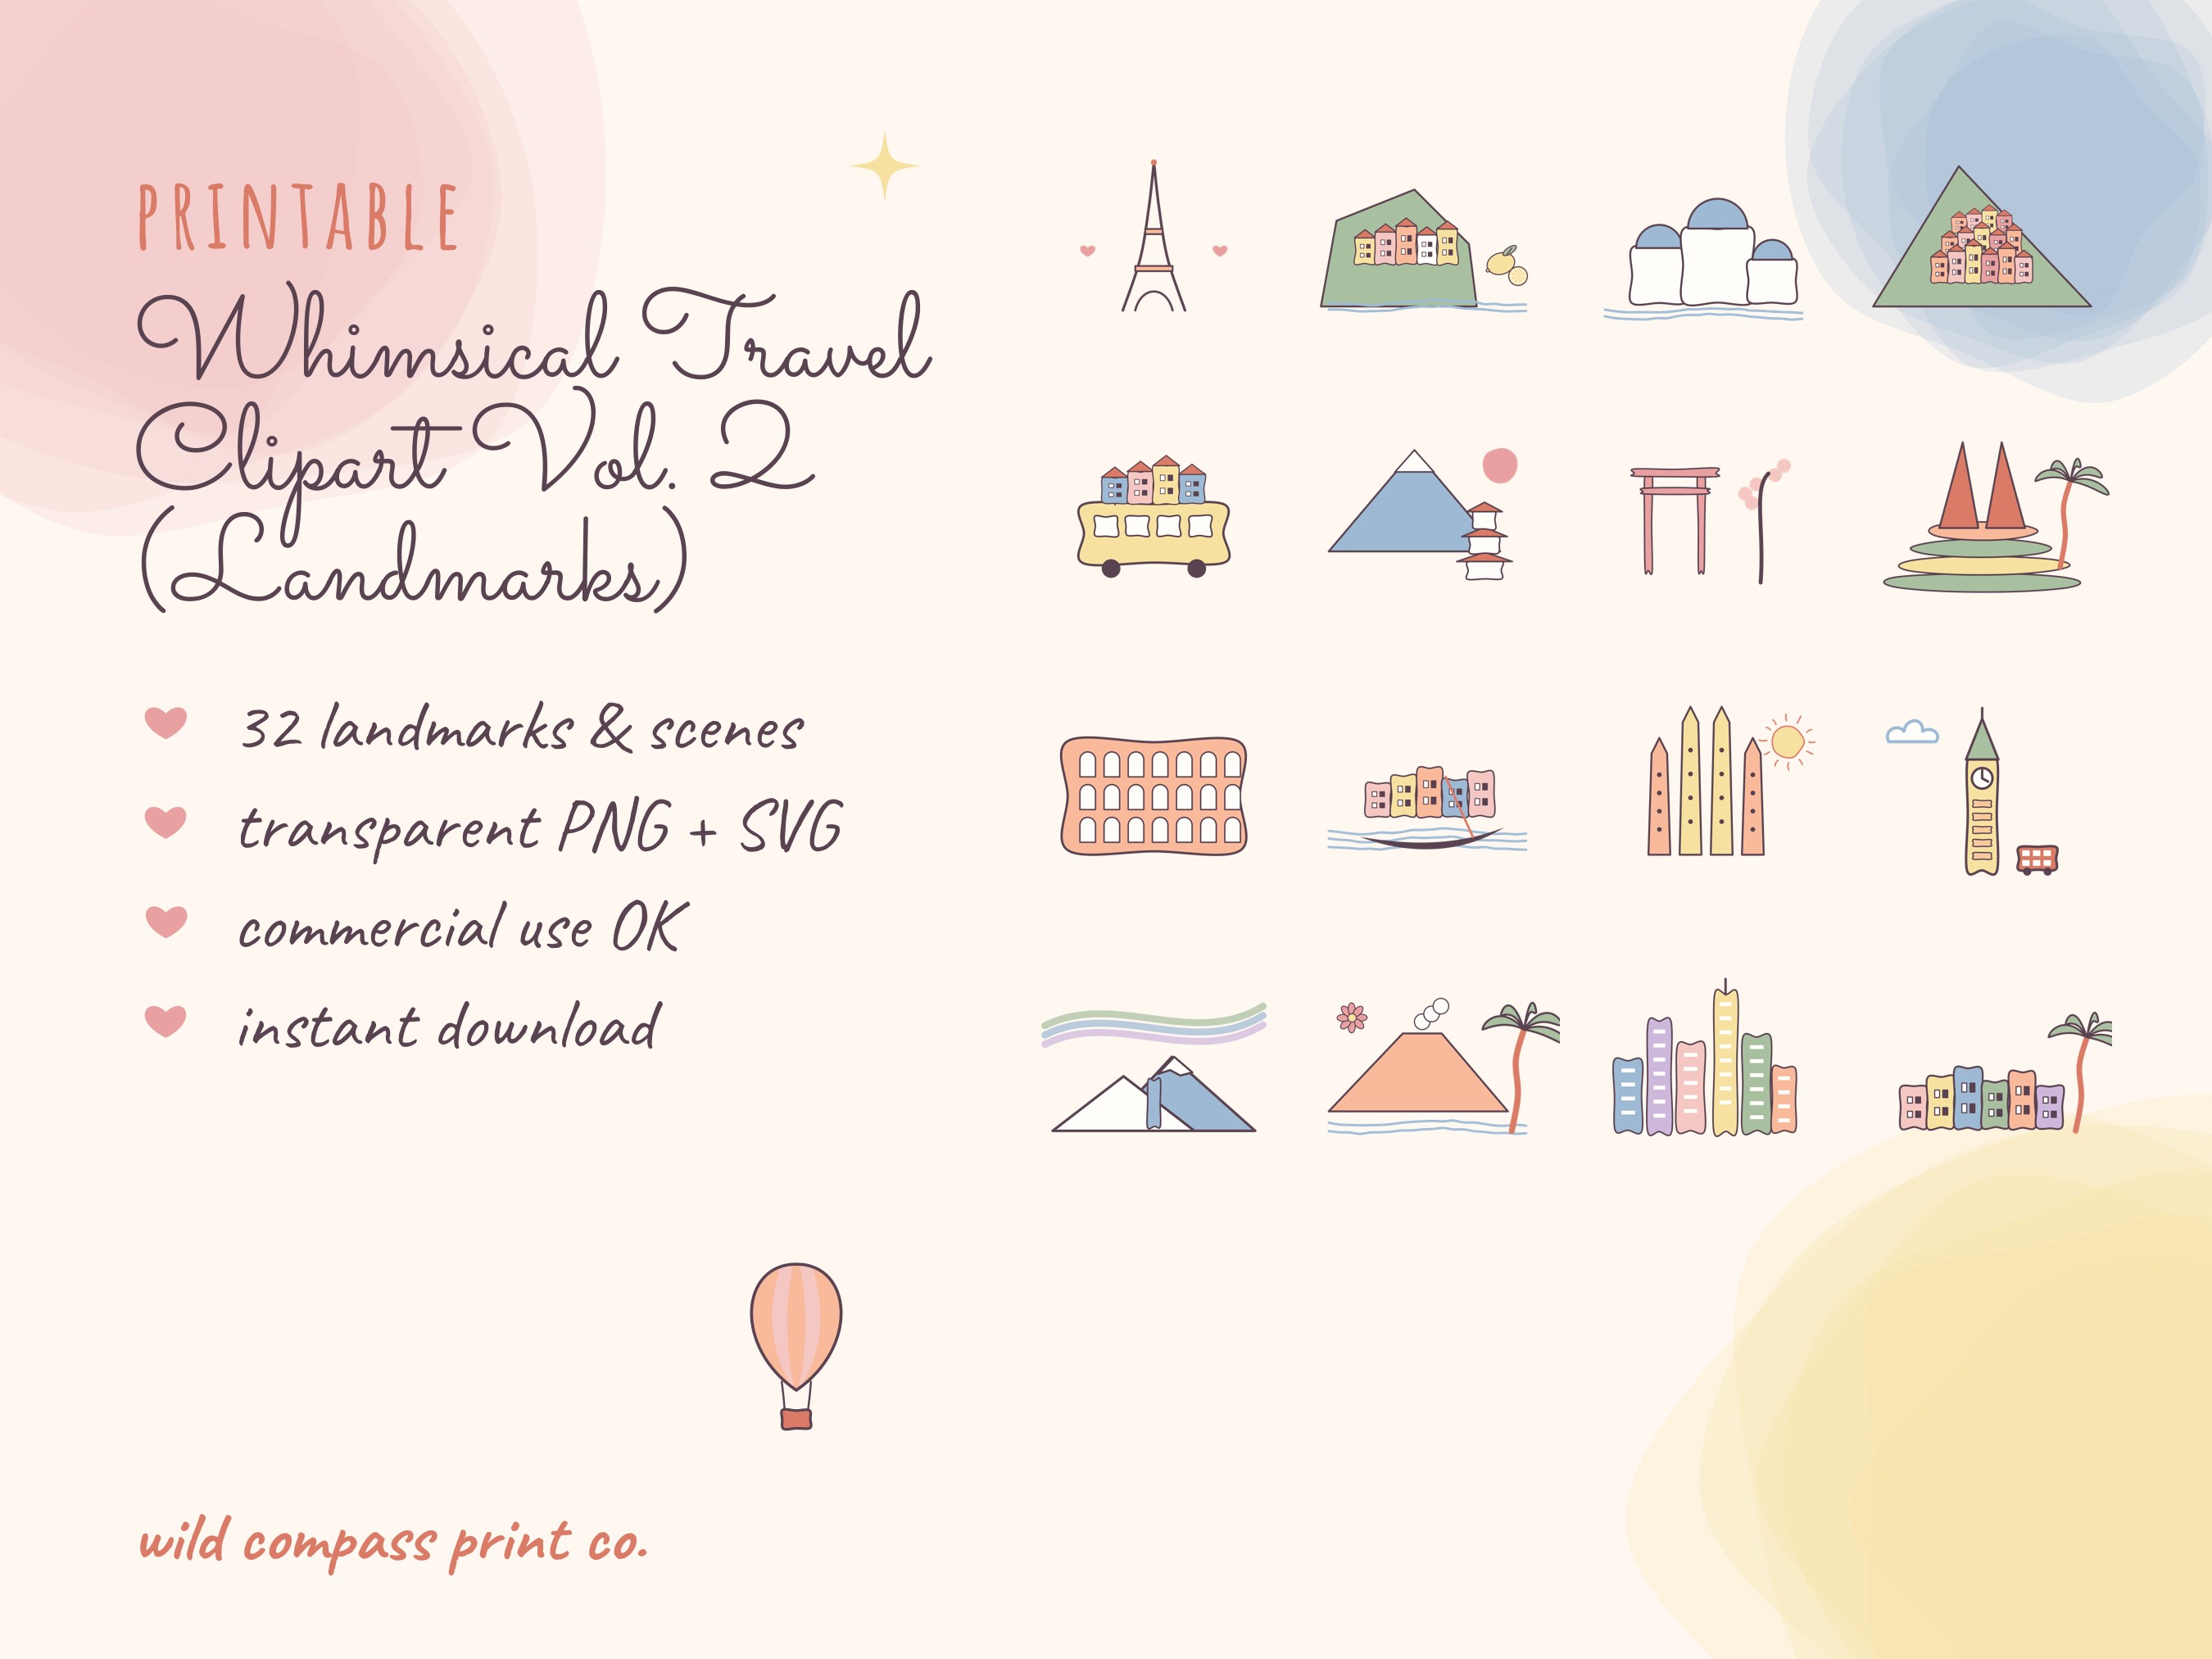 PRINTABLE
Whimsical Travel
Clipart Vol. 2
(Landmarks)
32 landmarks & scenes
transparent PNG + SVG
commercial use OK
instant download
wild compass print co.